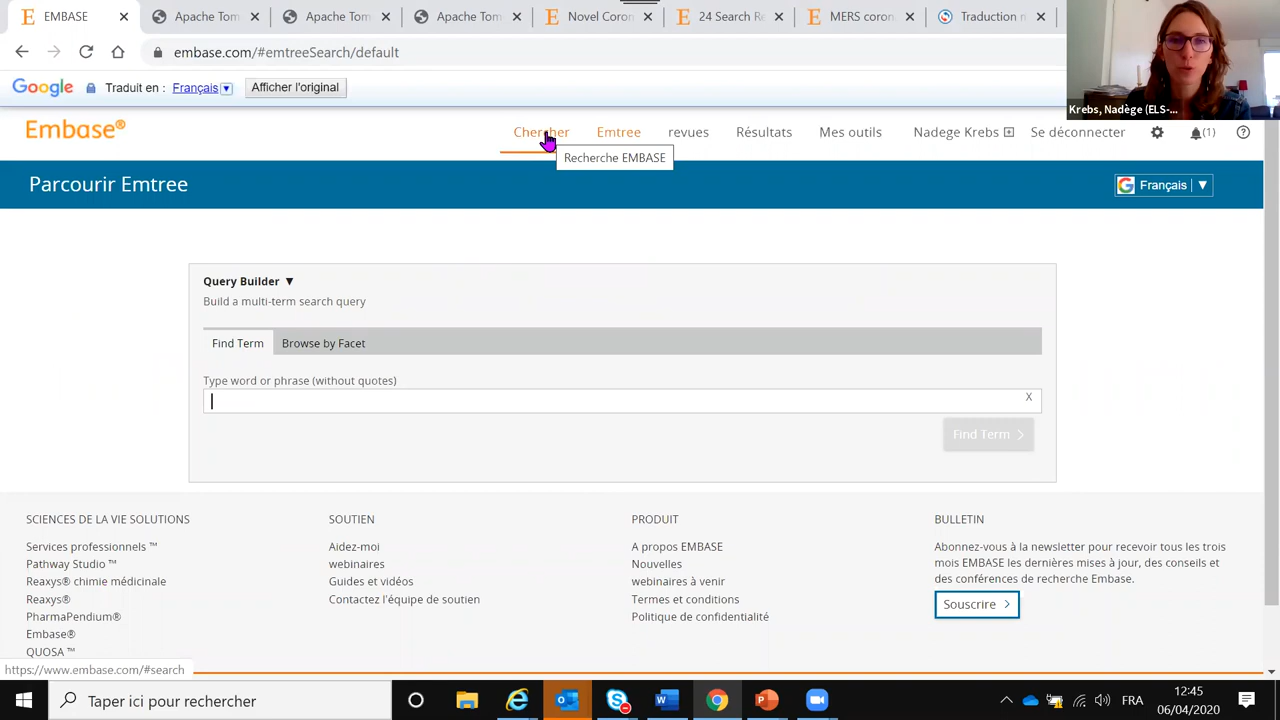 EMBASE
Apache Tom
Apache Tom
Apache Tom
Novel Coron
24 Search Re
MERS coron
Traduction n
embase.com/#emtreeSearch/default
Krebs, Nadège (ELS-...
Google
Traduit en :
Français
Afficher l'original
Embase®
Chercher
Emtree
revues
Résultats
Mes outils
Nadege Krebs
Se déconnecter
(1)
Recherche EMBASE
Parcourir Emtree
Français
Query Builder
Build a multi-term search query
Find Term
Browse by Facet
Type word or phrase (without quotes)
X
Find Term
SCIENCES DE LA VIE SOLUTIONS
Services professionnels ™
Pathway Studio ™
Reaxys® chimie médicinale
Reaxys®
PharmaPendium®
Embase®
QUOSA ™
SOUTIEN
Aidez-moi
webinaires
Guides et vidéos
Contactez l'équipe de soutien
PRODUIT
A propos EMBASE
Nouvelles
webinaires à venir
Termes et conditions
Politique de confidentialité
BULLETIN
Abonnez-vous à la newsletter pour recevoir tous les trois
mois EMBASE les dernières mises à jour, des conseils et
des conférences de recherche Embase.
Souscrire
https://www.embase.com/#search
Taper ici pour rechercher
FRA
12:45
06/04/2020